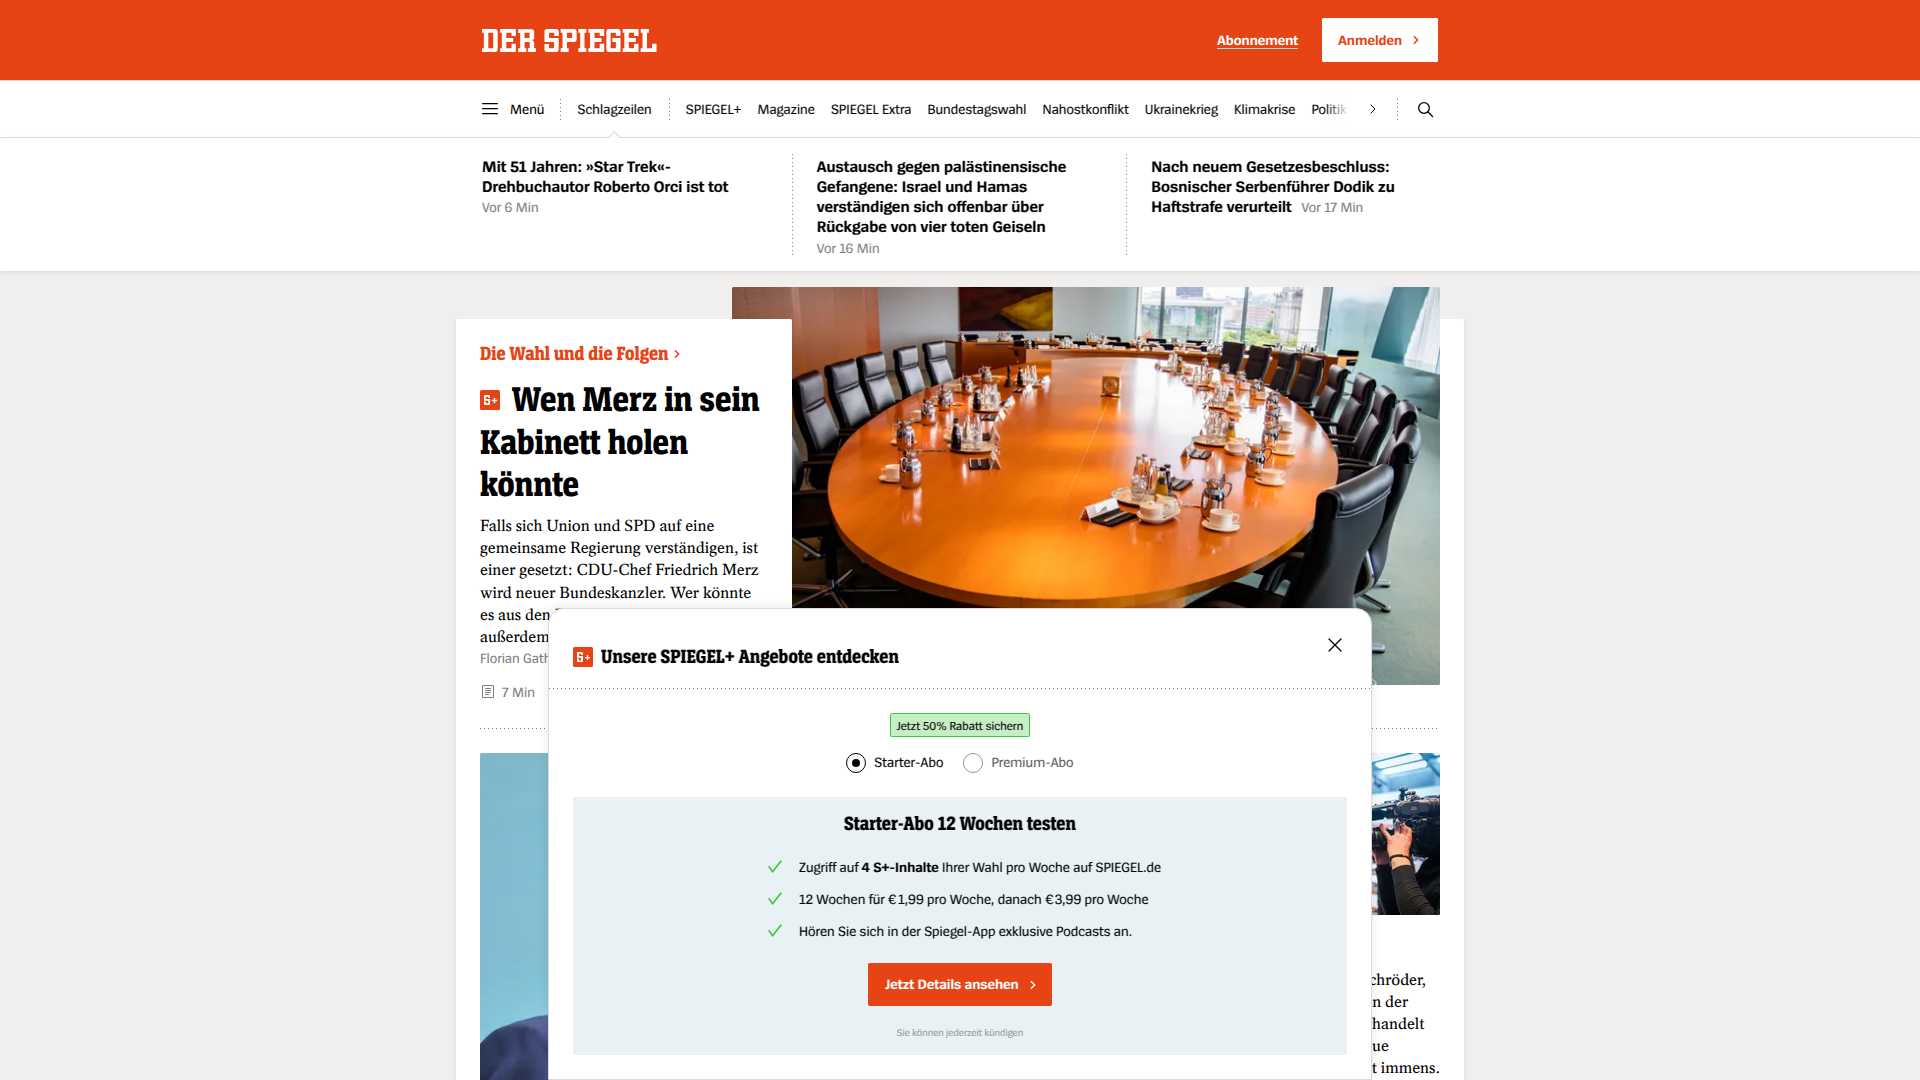 DER SPIEGEL
Abonnement
Anmelden
Menü
Schlagzeilen
SPIEGEL+
Magazine
SPIEGEL Extra
Bundestagswahl
Nahostkonflikt
Ukrainekrieg
Klimakrise
Politik
Mit 51 Jahren: »Star Trek«-
Drehbuchautor Roberto Orci ist tot
Vor 6 Min
Austausch gegen palästinensische
Gefangene: Israel und Hamas
verständigen sich offenbar über
Rückgabe von vier toten Geiseln
Vor 16 Min
Nach neuem Gesetzesbeschluss:
Bosnischer Serbenführer Dodik zu
Haftstrafe verurteilt Vor 17 Min
Die Wahl und die Folgen
S+ Wen Merz in sein
Kabinett holen
könnte
Falls sich Union und SPD auf eine
gemeinsame Regierung verständigen, ist
einer gesetzt: CDU-Chef Friedrich Merz
wird neuer Bundeskanzler. Wer könnte
es aus den
außerdem
Florian Gath
7 Min
S+ Unsere SPIEGEL+ Angebote entdecken
Jetzt 50% Rabatt sichern
Starter-Abo
Premium-Abo
Starter-Abo 12 Wochen testen
Zugriff auf 4 S+-Inhalte Ihrer Wahl pro Woche auf SPIEGEL.de
12 Wochen für € 1,99 pro Woche, danach € 3,99 pro Woche
Hören Sie sich in der Spiegel-App exklusive Podcasts an.
Jetzt Details ansehen
Sie können jederzeit kündigen
chröder,
n der
handelt
ue
t immens.